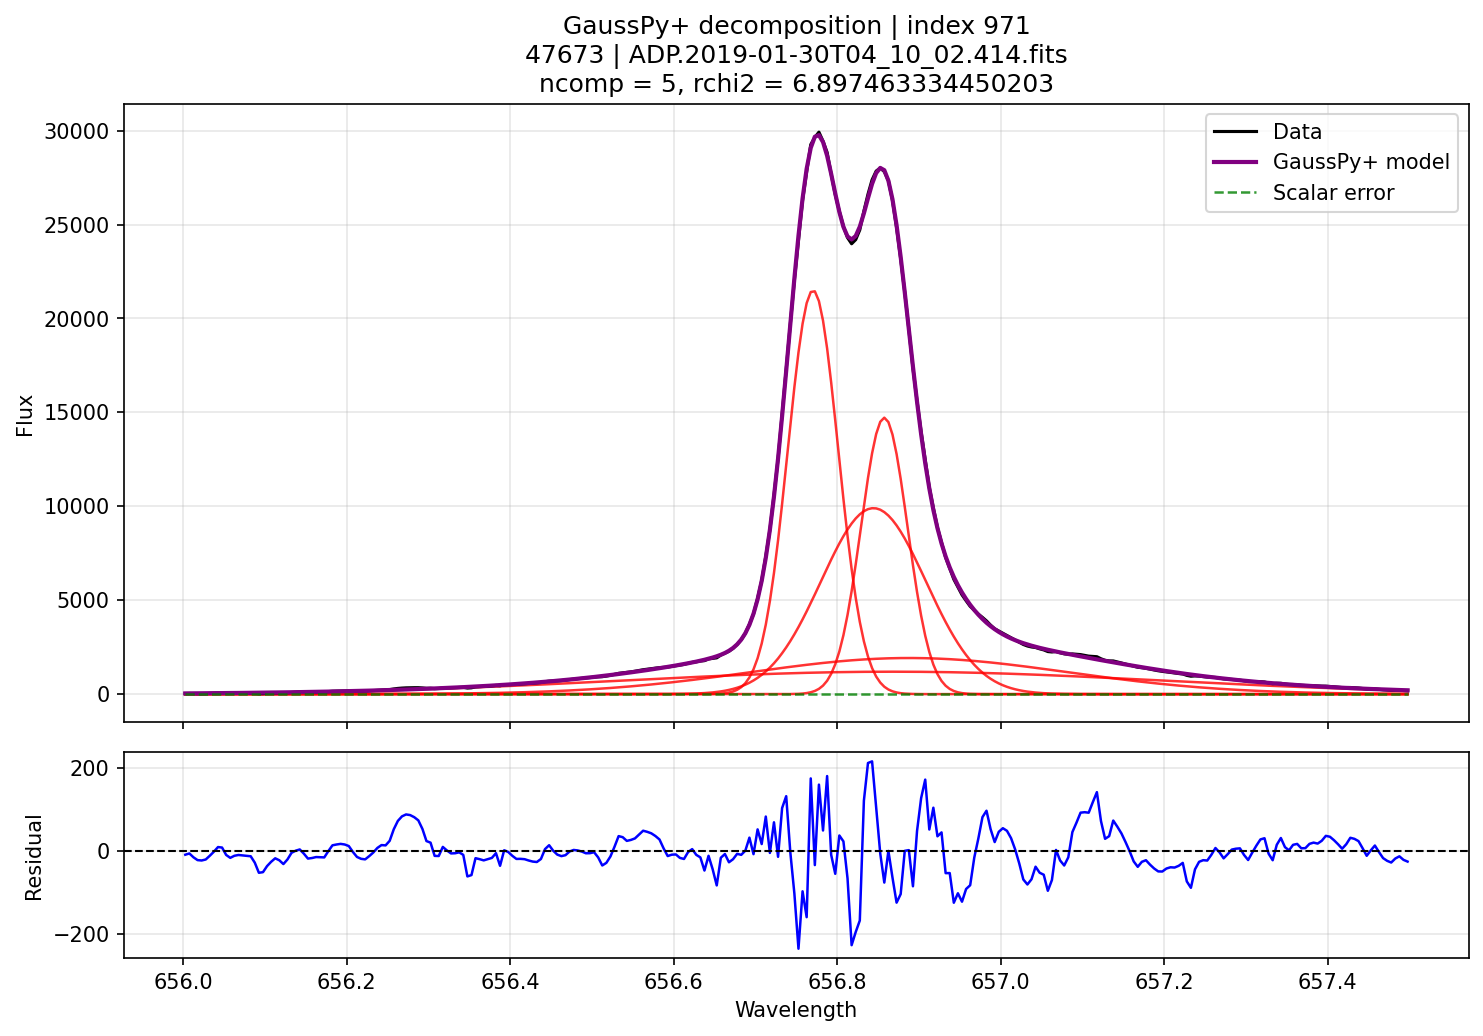 GaussPy+ decomposition | index 971
47673 | ADP.2019-01-30T04_10_02.414.fits
ncomp = 5, rchi2 = 6.897463334450203
Data
GaussPy+ model
Scalar error
30000
25000
20000
15000
10000
5000
0
Flux
200
0
−200
Residual
656.0 656.2 656.4 656.6 656.8 657.0 657.2 657.4
Wavelength